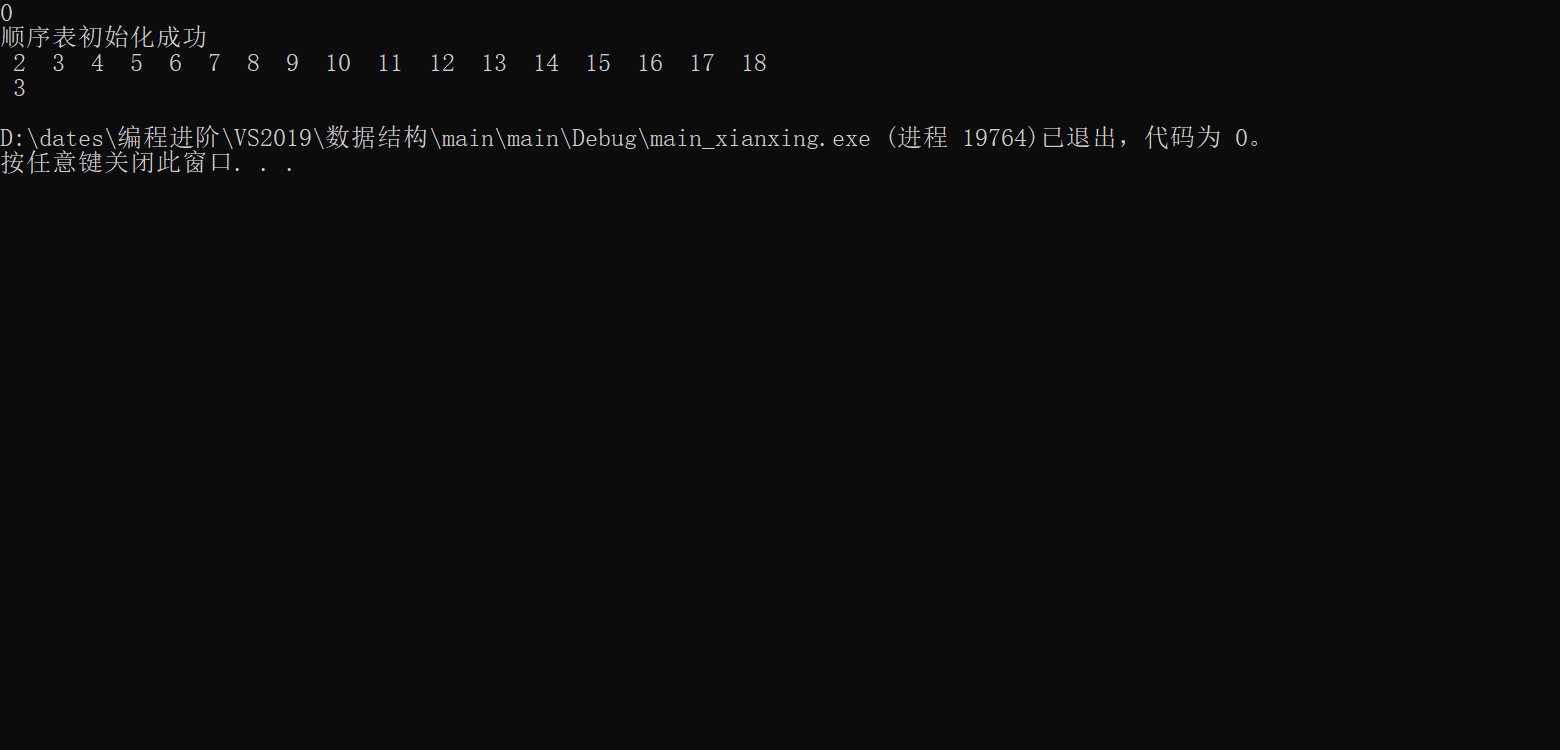 0
顺序表初始化成功
2 3 4 5 6 7 8 9 10 11 12 13 14 15 16 17 18
3
D:\dates\编程进阶\VS2019\数据结构\main\main\Debug\main_xianxing.exe (进程 19764)已退出，代码为 0。
按任意键关闭此窗口. . .